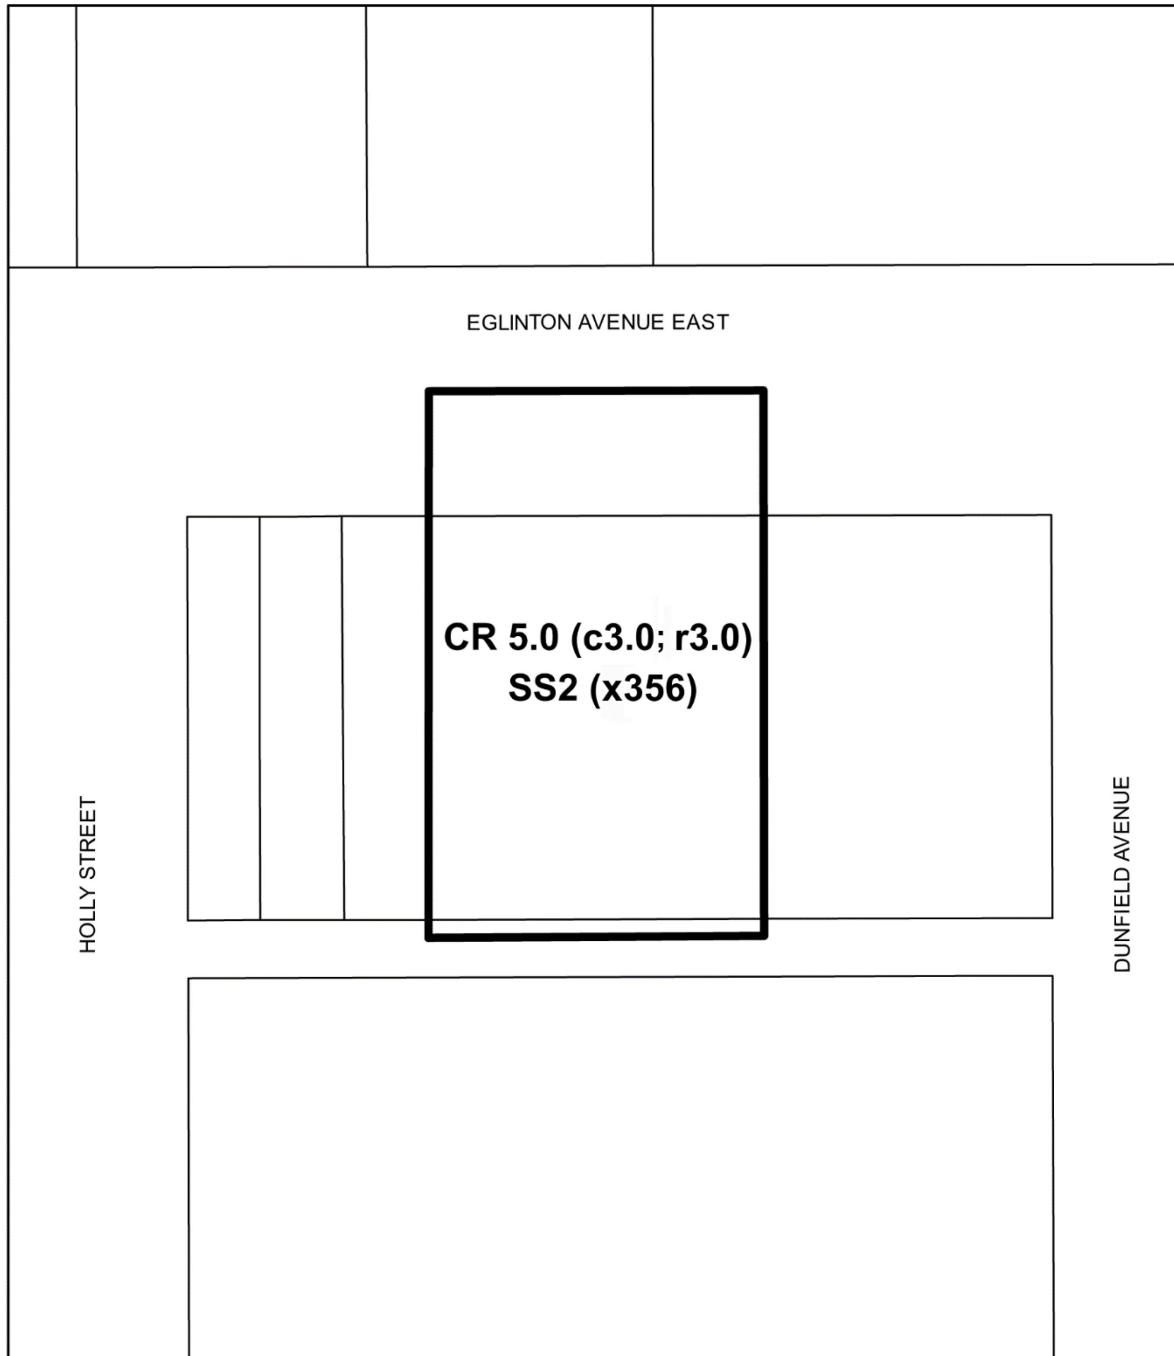 EGLINTON AVENUE EAST
CR 5.0 (c3.0; r3.0)
SS2 (x356)
HOLLY STREET
DUNFIELD AVENUE